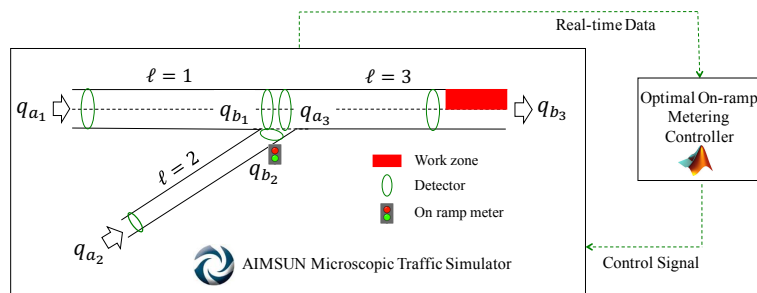 Real-time Data
ℓ = 1
ℓ = 3
q_{a_1}
q_{b_1}
q_{a_3}
q_{b_3}
Optimal On-ramp
Metering
Controller
ℓ = 2
q_{b_2}
Work zone
Detector
On ramp meter
q_{a_2}
AIMSUN Microscopic Traffic Simulator
Control Signal